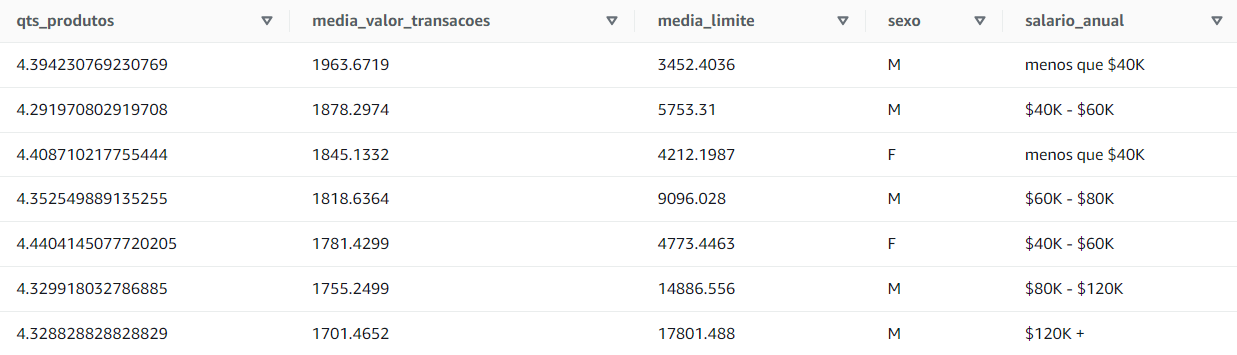 qts_produtos media_valor_transacoes media_limite sexo salario_anual
4.394230769230769 1963.6719 3452.4036 M menos que $40K
4.291970802919708 1878.2974 5753.31 M $40K - $60K
4.408710217755444 1845.1332 4212.1987 F menos que $40K
4.352549889135255 1818.6364 9096.028 M $60K - $80K
4.4404145077720205 1781.4299 4773.4463 F $40K - $60K
4.329918032786885 1755.2499 14886.556 M $80K - $120K
4.328828828828829 1701.4652 17801.488 M $120K +